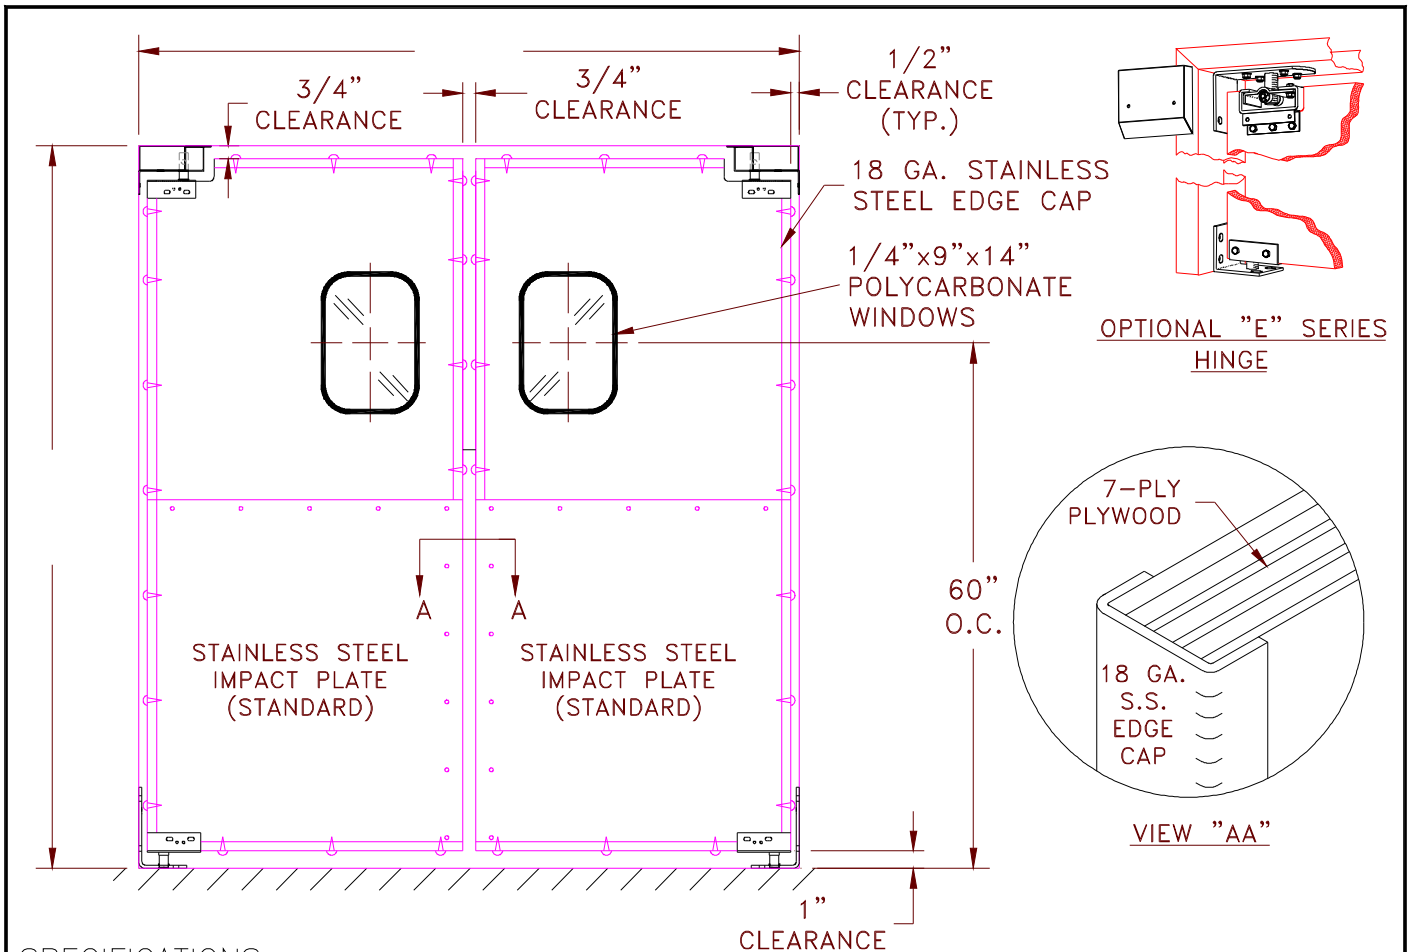 3/4"
CLEARANCE
3/4"
CLEARANCE
1/2"
CLEARANCE
(TYP.)
18 GA. STAINLESS
STEEL EDGE CAP
1/4"x9"x14"
POLYCARBONATE
WINDOWS
OPTIONAL "E" SERIES
HINGE
7-PLY
PLYWOOD
18 GA.
S.S.
EDGE
CAP
VIEW "AA"
60"
O.C.
A
A
STAINLESS STEEL
IMPACT PLATE
(STANDARD)
STAINLESS STEEL
IMPACT PLATE
(STANDARD)
1"
CLEARANCE
SPECIFICATIONS